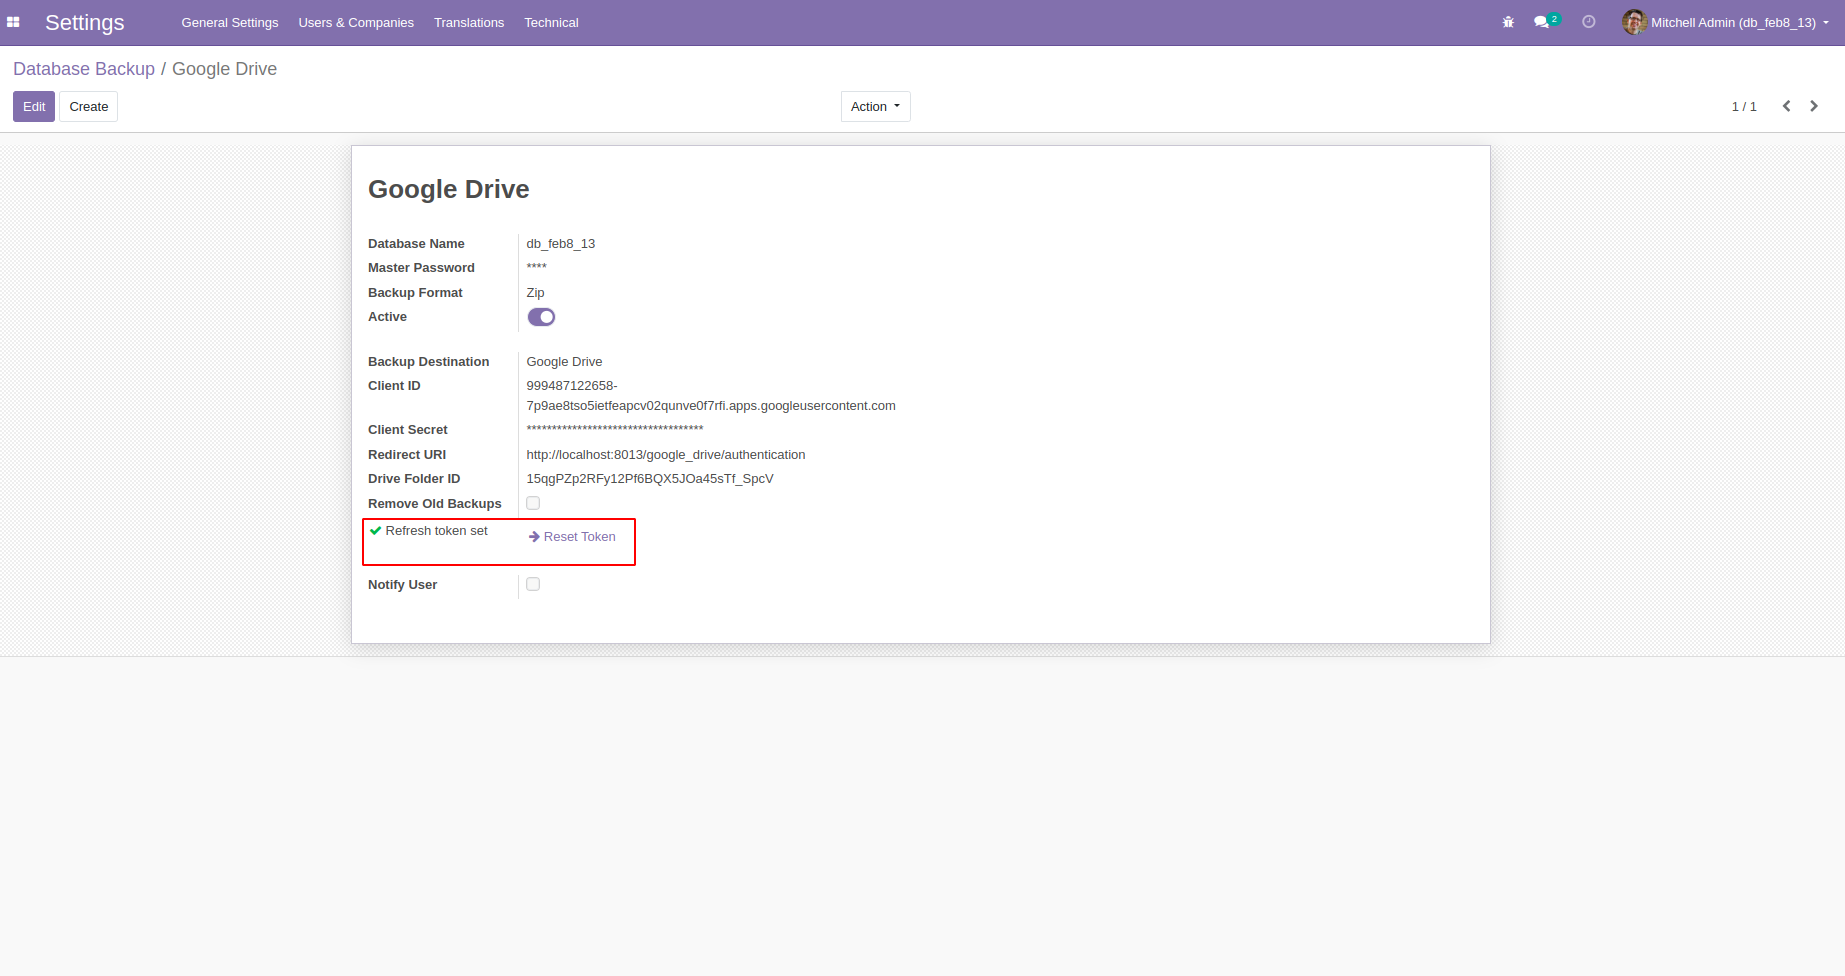 Settings
General Settings
Users & Companies
Translations
Technical
2
Mitchell Admin (db_feb8_13)
Database Backup / Google Drive
Edit
Create
Action
1 / 1
Google Drive
Database Name db_feb8_13
Master Password ****
Backup Format Zip
Active
Backup Destination Google Drive
Client ID 999487122658-
7p9ae8tso5ietfeapcv02qunve0f7rfi.apps.googleusercontent.com
Client Secret ***********************************
Redirect URI http://localhost:8013/google_drive/authentication
Drive Folder ID 15qgPZp2RFy12Pf6BQX5JOa45sTf_SpcV
Remove Old Backups
Refresh token set
Reset Token
Notify User